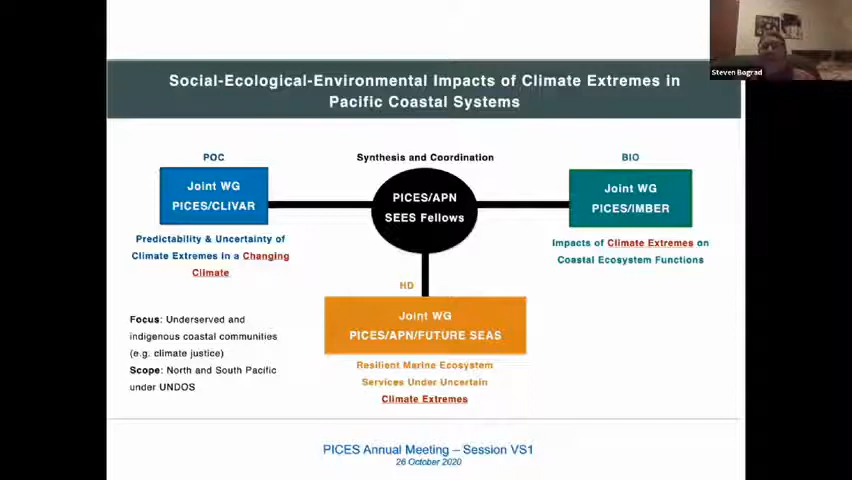 Steven Bograd
Social-Ecological-Environmental Impacts of Climate Extremes in
Pacific Coastal Systems
POC
Joint WG
PICES/CLIVAR
Predictability & Uncertainty of
Climate Extremes in a Changing
Climate
Synthesis and Coordination
PICES/APN
SEES Fellows
BIO
Joint WG
PICES/IMBER
Impacts of Climate Extremes on
Coastal Ecosystem Functions
HD
Joint WG
PICES/APN/FUTURE SEAS
Resilient Marine Ecosystem
Services Under Uncertain
Climate Extremes
Focus: Underserved and
indigenous coastal communities
(e.g. climate justice)
Scope: North and South Pacific
under UNDOS
PICES Annual Meeting – Session VS1
26 October 2020